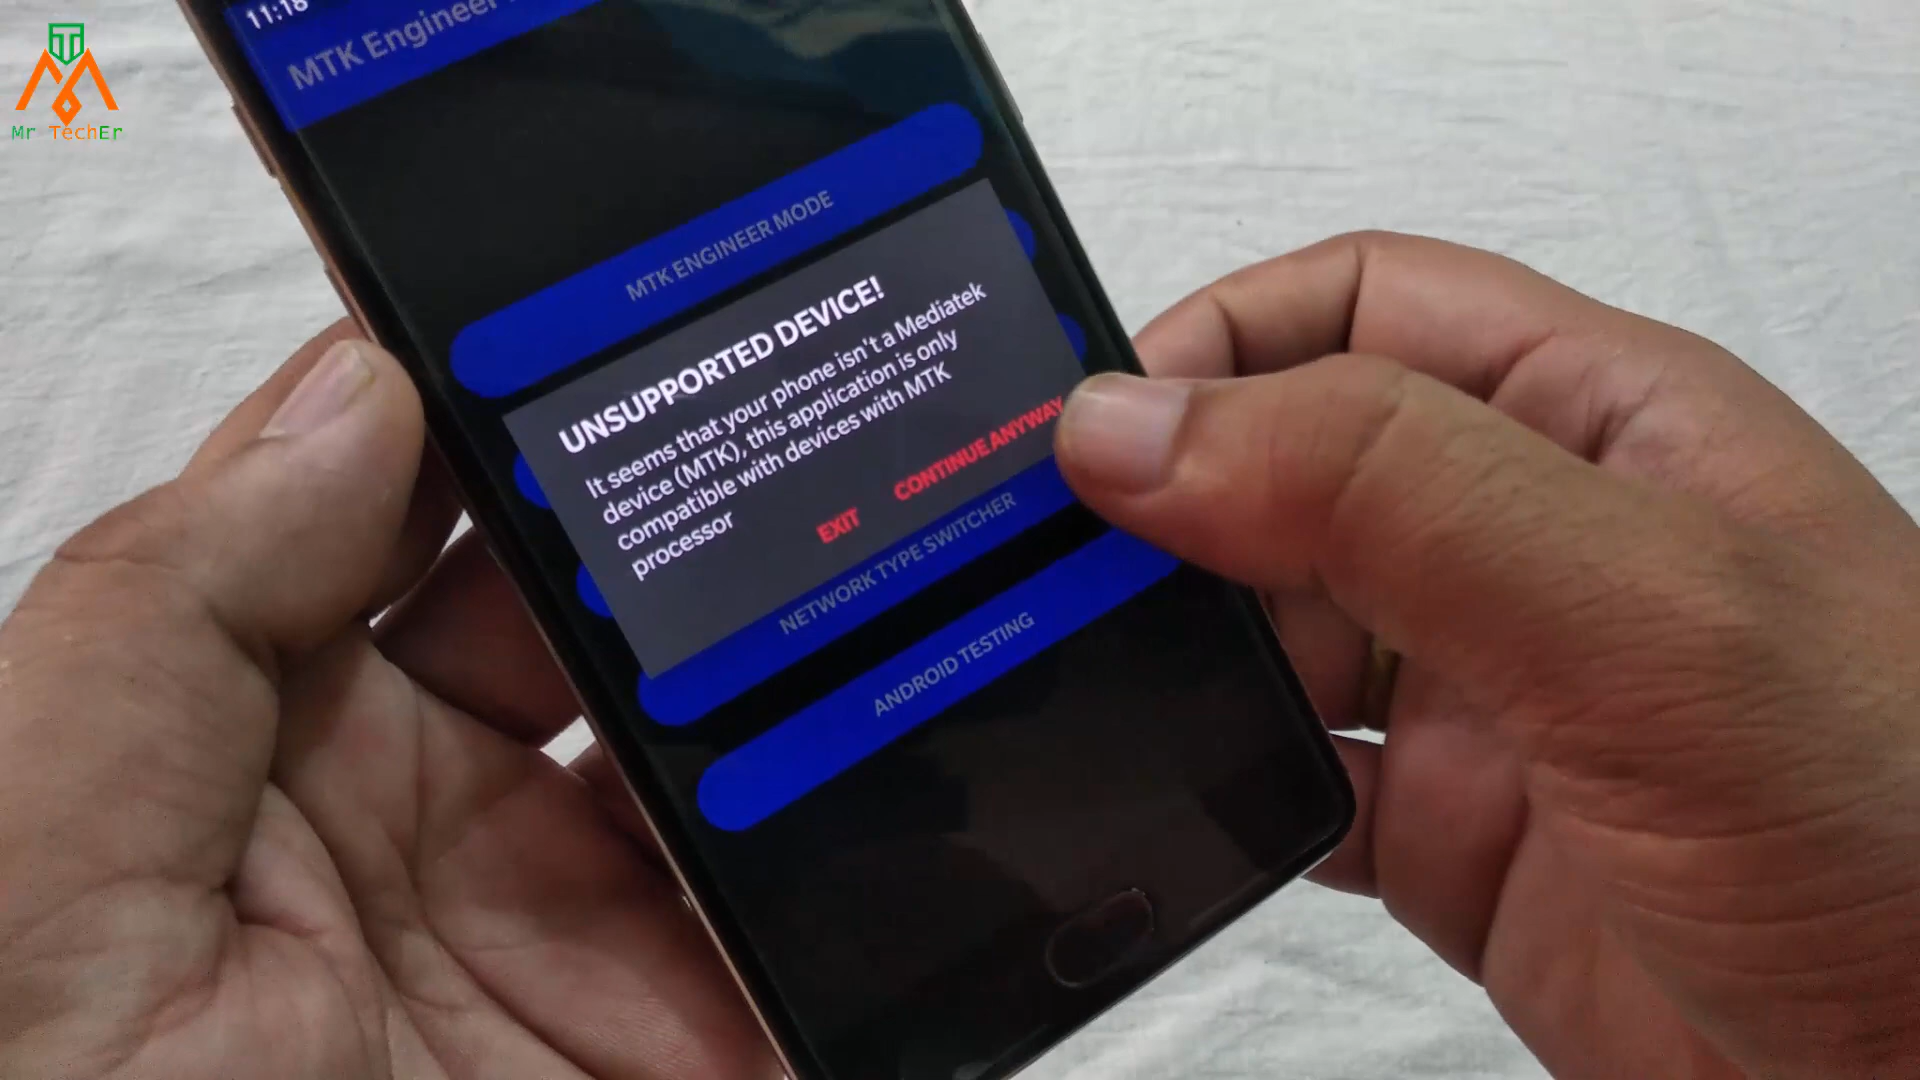 11:18
MTK Engineer
Mr TechEr
MTK ENGINEER MODE
UNSUPPORTED DEVICE!
It seems that your phone isn't a Mediatek
device (MTK), this application is only
compatible with devices with MTK
processor
EXIT
CONTINUE ANYWAY
NETWORK TYPE SWITCHER
ANDROID TESTING